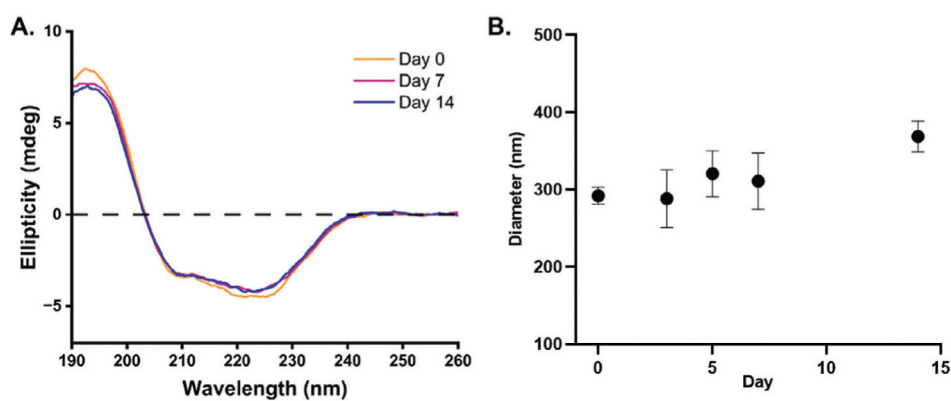 A.
Ellipticity (mdeg)
10
5
0
−5
Day 0
Day 7
Day 14
190 200 210 220 230 240 250 260
Wavelength (nm)
B.
Diameter (nm)
500
400
300
200
100
0 5 10 15
Day